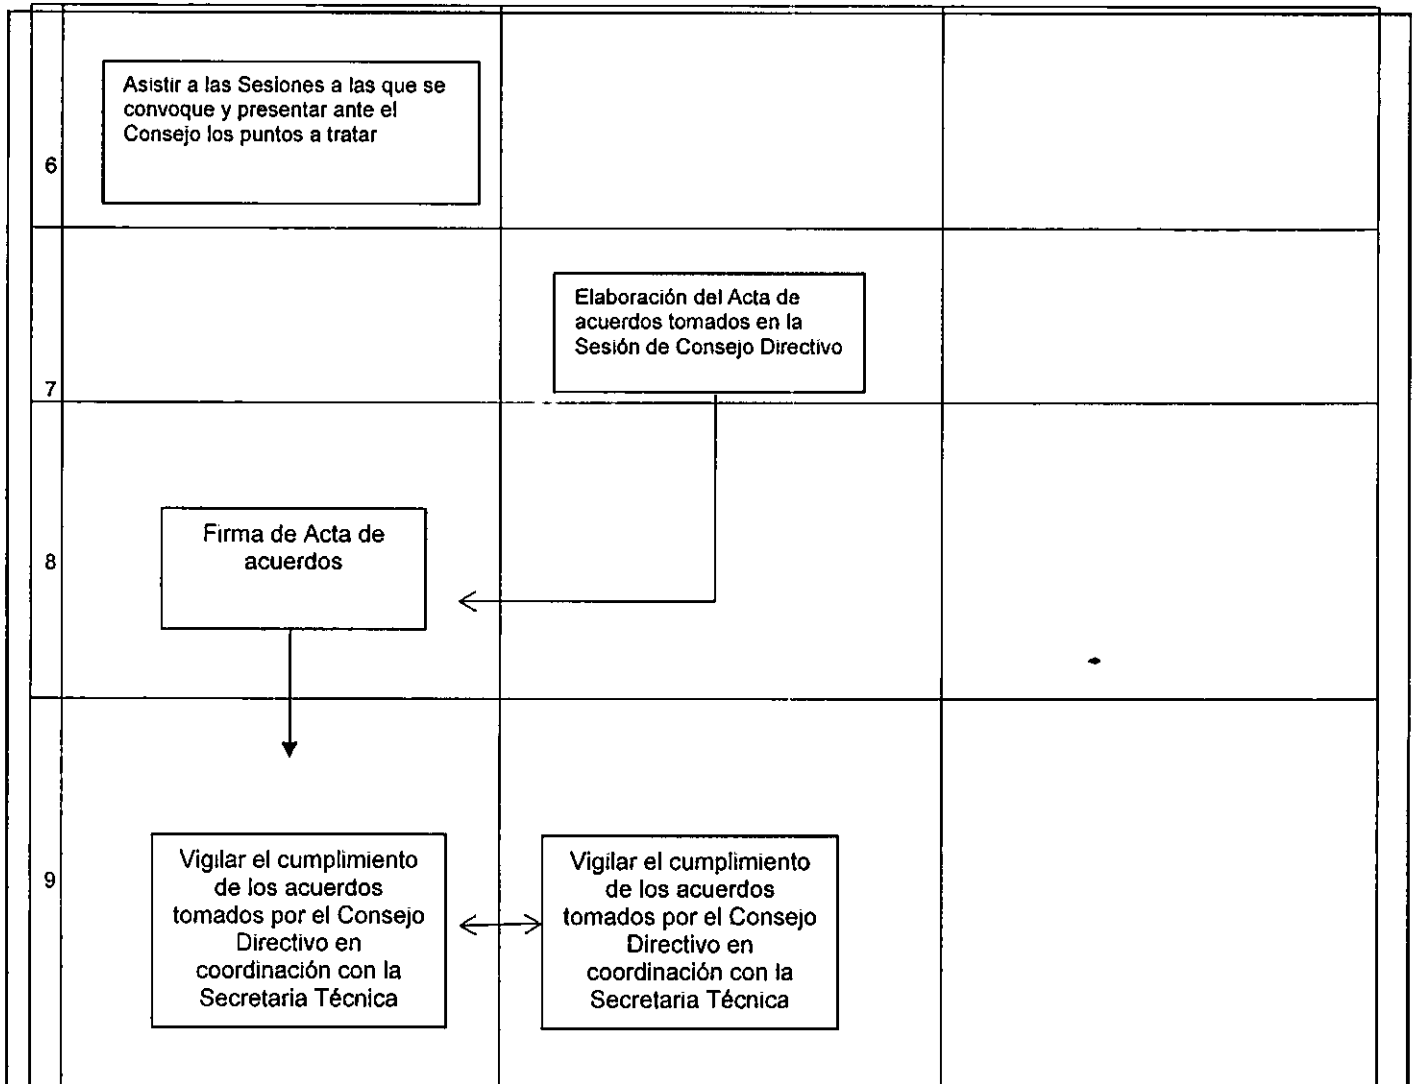 Asistir a las Sesiones a las que se
convoque y presentar ante el
Consejo los puntos a tratar
6
Elaboración del Acta de
acuerdos tomados en la
Sesión de Consejo Directivo
7
Firma de Acta de
acuerdos
8
9
Vigilar el cumplimiento
de los acuerdos
tomados por el Consejo
Directivo en
coordinación con la
Secretaria Técnica
Vigilar el cumplimiento
de los acuerdos
tomados por el Consejo
Directivo en
coordinación con la
Secretaria Técnica